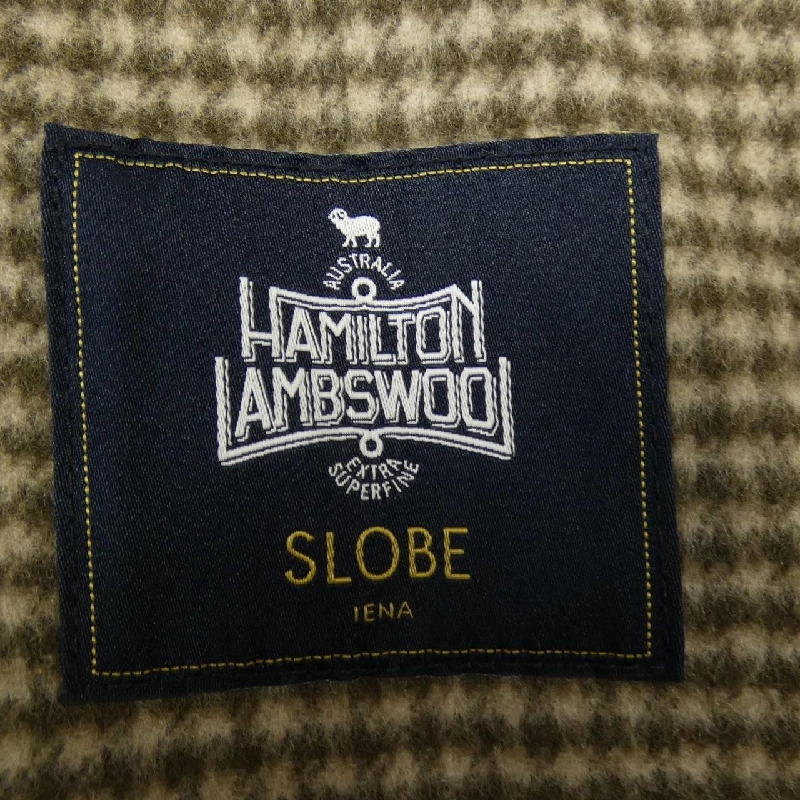 AUSTRALIA
HAMILTON
LAMBSWOOL
EXTRA
SUPERFINE
SLOBE
IENA